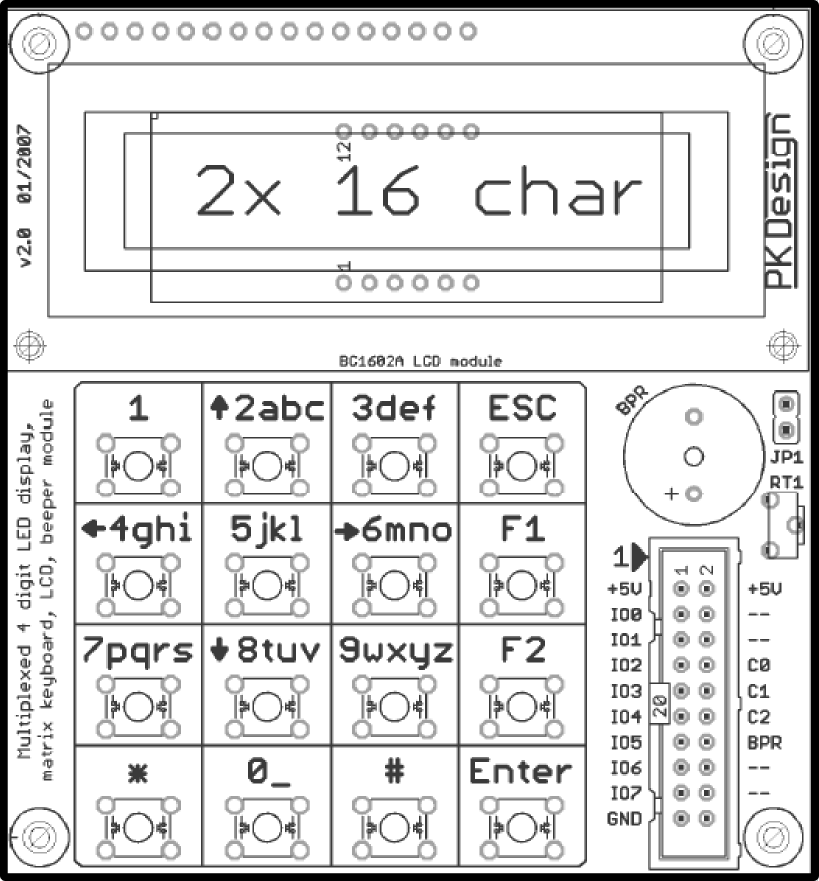 v2.0 01/2007
12
2x 16 char
1
PK Design
BC1602A LCD module
Multiplexed 4 digit LED display,
matrix keyboard, LCD, beeper module
1 ↑2abc 3def ESC
←4ghi 5jkl →6mno F1
7pqrs ↓8tuv 9wxyz F2
* 0_ # Enter
BPR
+
JP1
RT1
1
1 2
+5V +5V
IO0 --
IO1 --
IO2 C0
IO3 C1
20
IO4 C2
IO5 BPR
IO6 --
IO7 --
GND